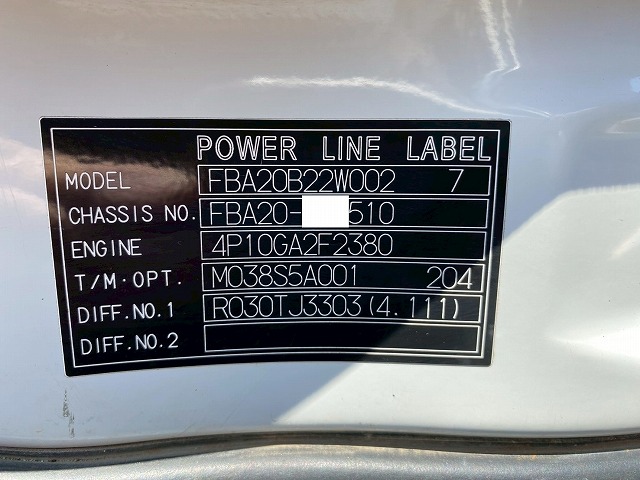 POWER LINE LABEL
MODEL FBA20B22W002 7
CHASSIS NO. FBA20- 510
ENGINE 4P10GA2F2380
T/M·OPT. M038S5A001 204
DIFF.NO.1 R030TJ3303(4.111)
DIFF.NO.2